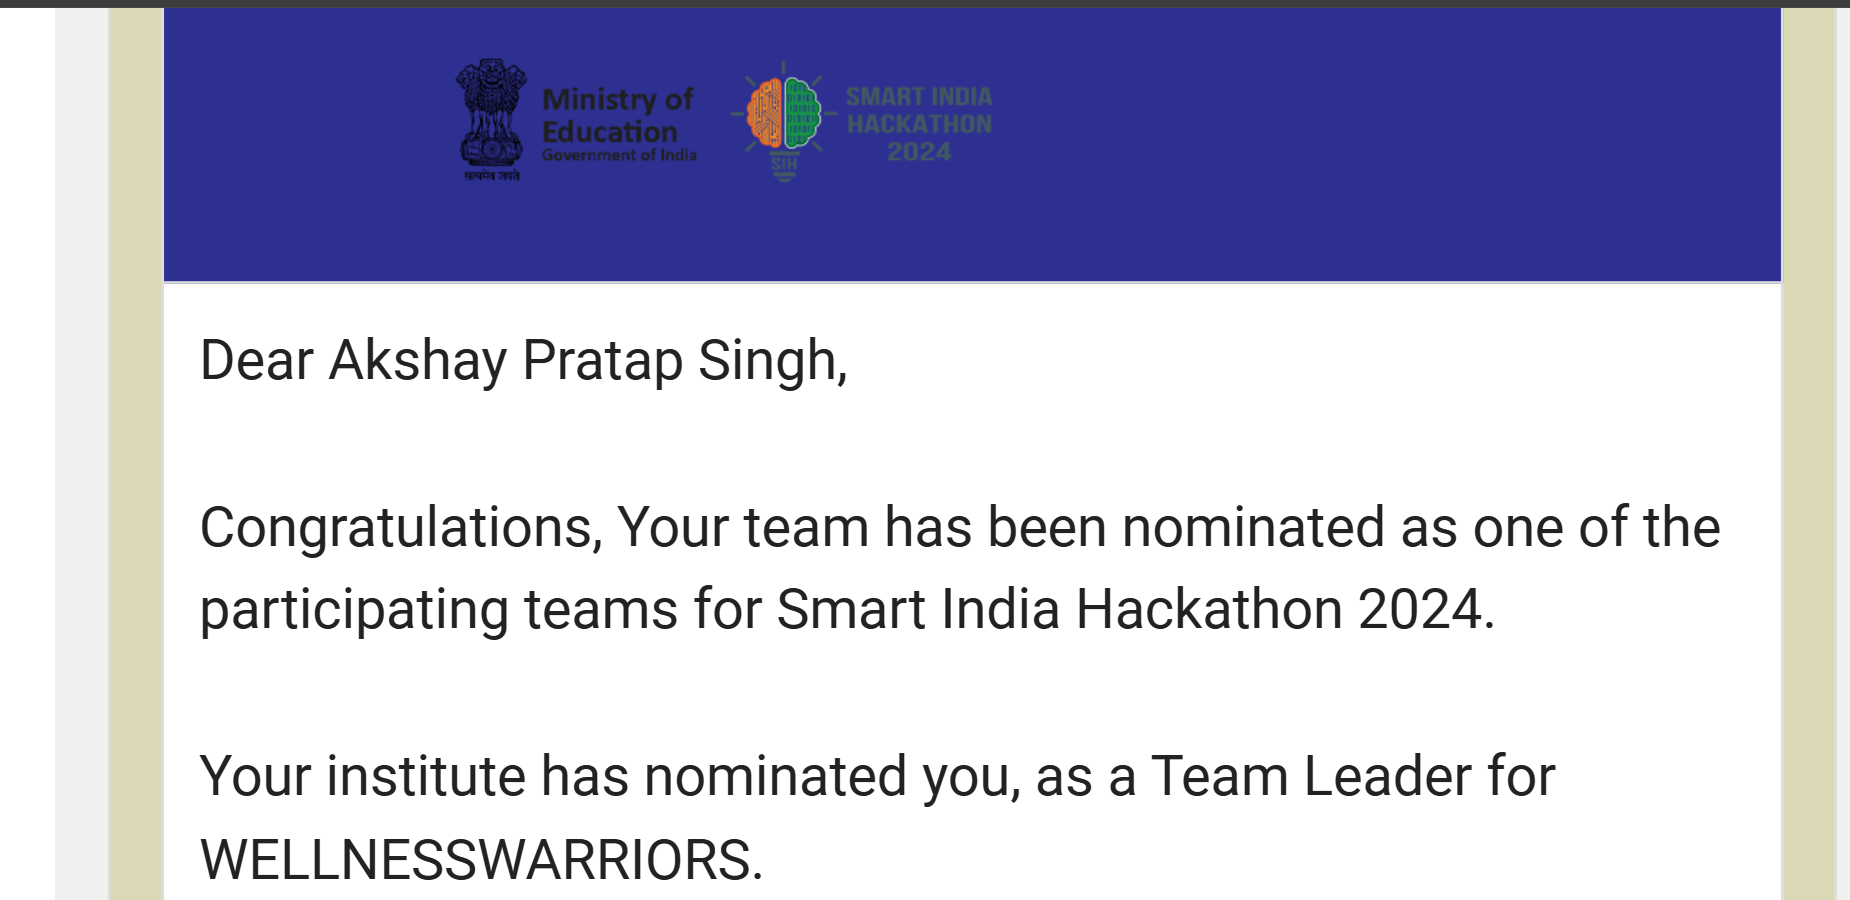 Ministry of
Education
Government of India
सत्यमेव जयते
SIH
SMART INDIA
HACKATHON
2024
Dear Akshay Pratap Singh,
Congratulations, Your team has been nominated as one of the
participating teams for Smart India Hackathon 2024.
Your institute has nominated you, as a Team Leader for
WELLNESSWARRIORS.